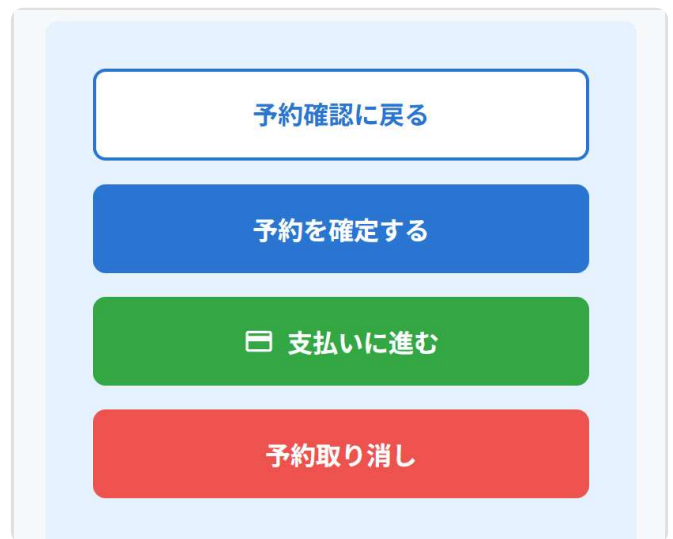 予約確認に戻る
予約を確定する
支払いに進む
予約取り消し